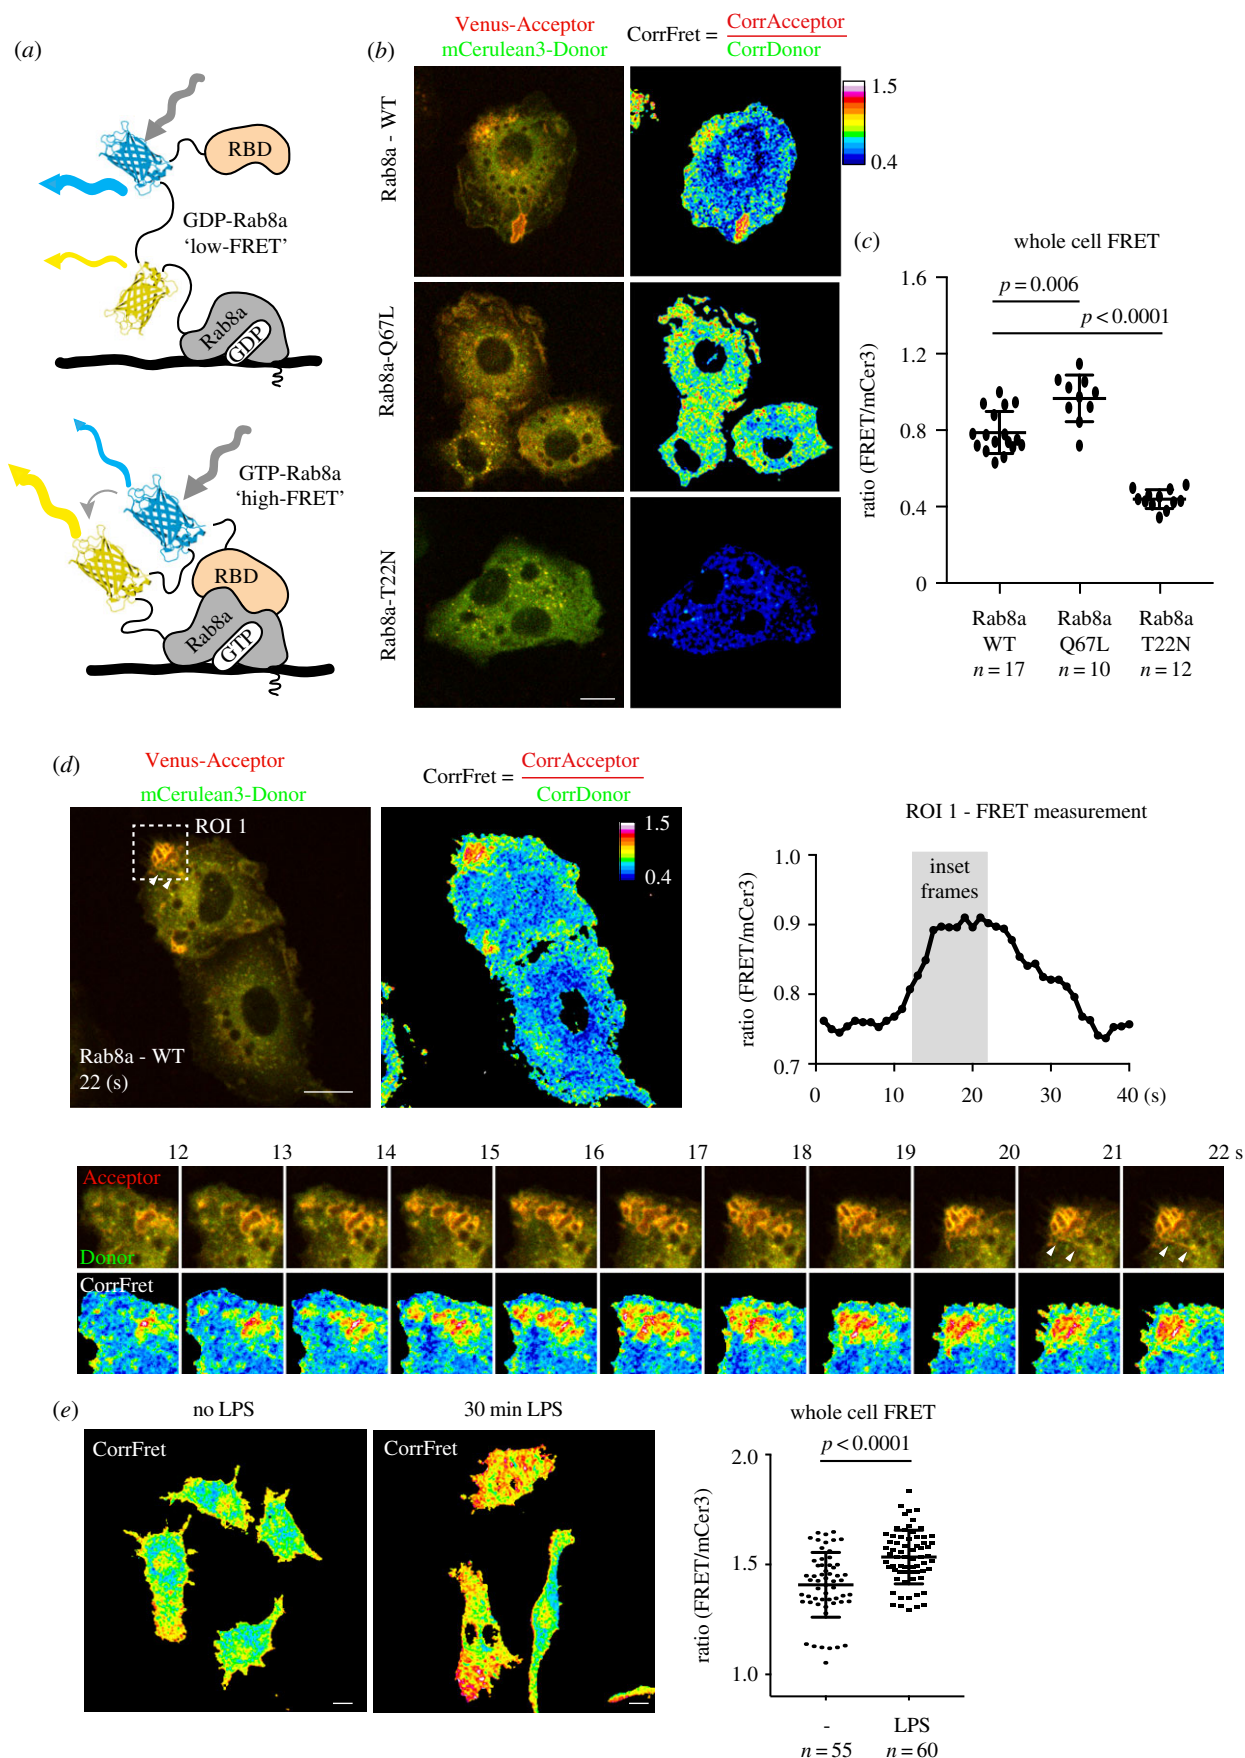 (a)
RBD
GDP-Rab8a
‘low-FRET’
Rab8a
GDP
GTP-Rab8a
‘high-FRET’
RBD
Rab8a
GTP
(b)
Venus-Acceptor
mCerulean3-Donor
CorrFret = CorrAcceptor
CorrDonor
Rab8a - WT
1.5
0.4
Rab8a-Q67L
Rab8a-T22N
(c)
whole cell FRET
p = 0.006
p < 0.0001
ratio (FRET/mCer3)
1.6
1.2
0.8
0.4
0
Rab8a Rab8a Rab8a
WT Q67L T22N
n = 17 n = 10 n = 12
(d)
Venus-Acceptor
mCerulean3-Donor
CorrFret = CorrAcceptor
CorrDonor
ROI 1
Rab8a - WT
22 (s)
1.5
0.4
ROI 1 - FRET measurement
inset
frames
ratio (FRET/mCer3)
1.0
0.9
0.8
0.7
0 10 20 30 40 (s)
12 13 14 15 16 17 18 19 20 21 22 s
Acceptor
Donor
CorrFret
(e)
no LPS
30 min LPS
CorrFret
CorrFret
whole cell FRET
p < 0.0001
ratio (FRET/mCer3)
2.0
1.5
1.0
- LPS
n = 55 n = 60